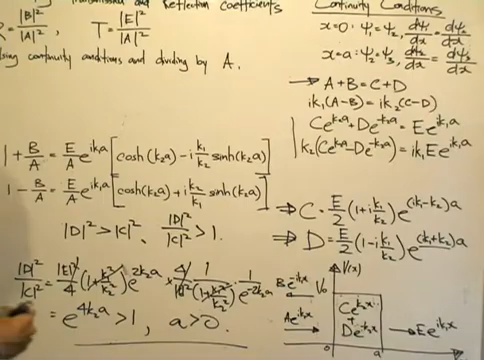 Transmission and Reflection coefficients
R = |B|²/|A|² , T = |E|²/|A|²
Using continuity conditions and dividing by A.
1 + B/A = E/A e^{ik₁a} [cosh(k₂a) - i k₁/k₂ sinh(k₂a)]
1 - B/A = E/A e^{ik₁a} [cosh(k₂a) + i k₂/k₁ sinh(k₂a)]
|D|² > |C|², |D|²/|C|² > 1.
|D|²/|C|² = |E|²/4 (1 + k₁²/k₂²) e^{2k₂a} × 4/|E|² 1/(1 + k₁²/k₂²) 1/e^{-2k₂a}
= e^{4k₂a} > 1, a > 0.
Continuity Conditions
x=0: Ψ₁ = Ψ₂, dΨ₁/dx = dΨ₂/dx
x=a: Ψ₂ = Ψ₃, dΨ₂/dx = dΨ₃/dx
→ A + B = C + D
ik₁(A-B) = ik₂(C-D)
Ce^{k₂a} + De^{-k₂a} = Ee^{ik₁a}
k₂(Ce^{k₂a} - De^{-k₂a}) = ik₁Ee^{ik₁a}
⇒ C = E/2 (1 + i k₁/k₂) e^{(ik₁-k₂)a}
⇒ D = E/2 (1 - i k₁/k₂) e^{(ik₁+k₂)a}
V(x)
Be^{-ik₁x} V₀
Ce^{k₂x}
+
Ae^{ik₁x} De^{-k₂x} → Ee^{ik₁x}
0 a